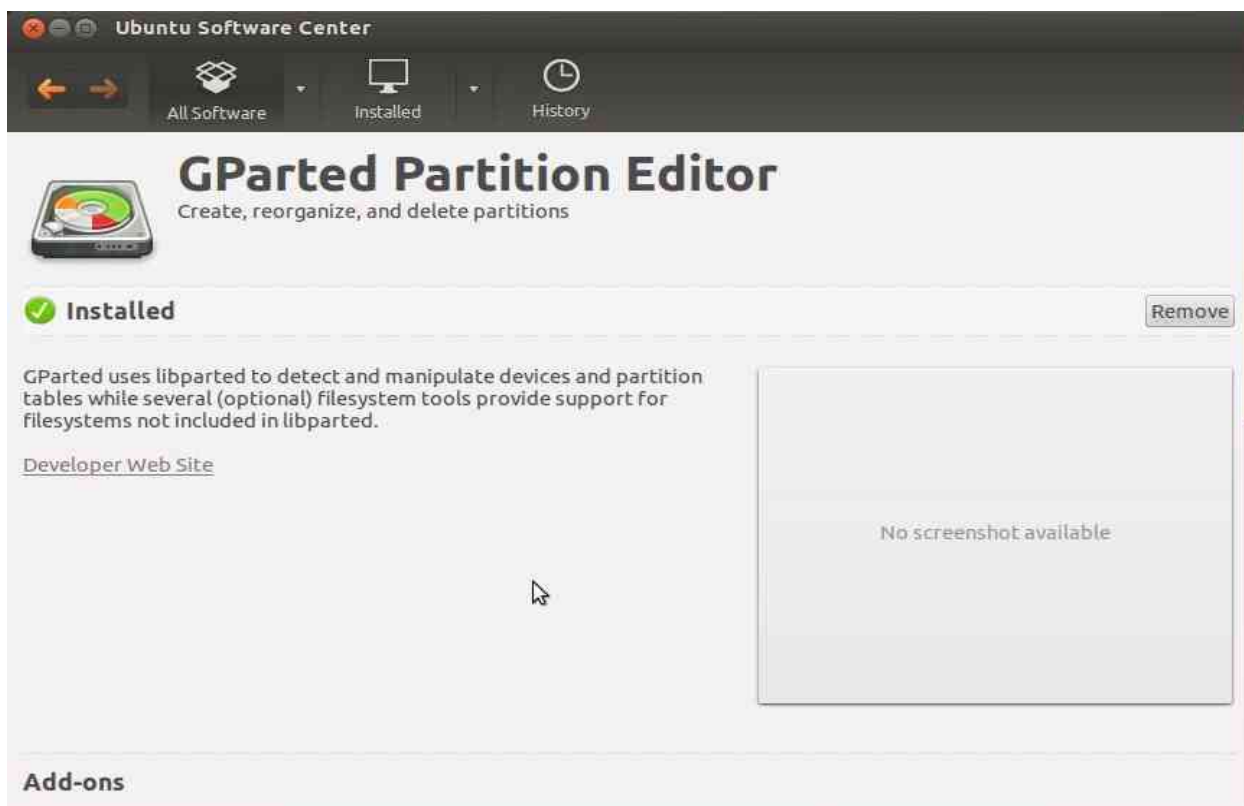 Ubuntu Software Center
All Software
Installed
History
GParted Partition Editor
Create, reorganize, and delete partitions
Installed
Remove
GParted uses libparted to detect and manipulate devices and partition
tables while several (optional) filesystem tools provide support for
filesystems not included in libparted.
Developer Web Site
No screenshot available
Add-ons